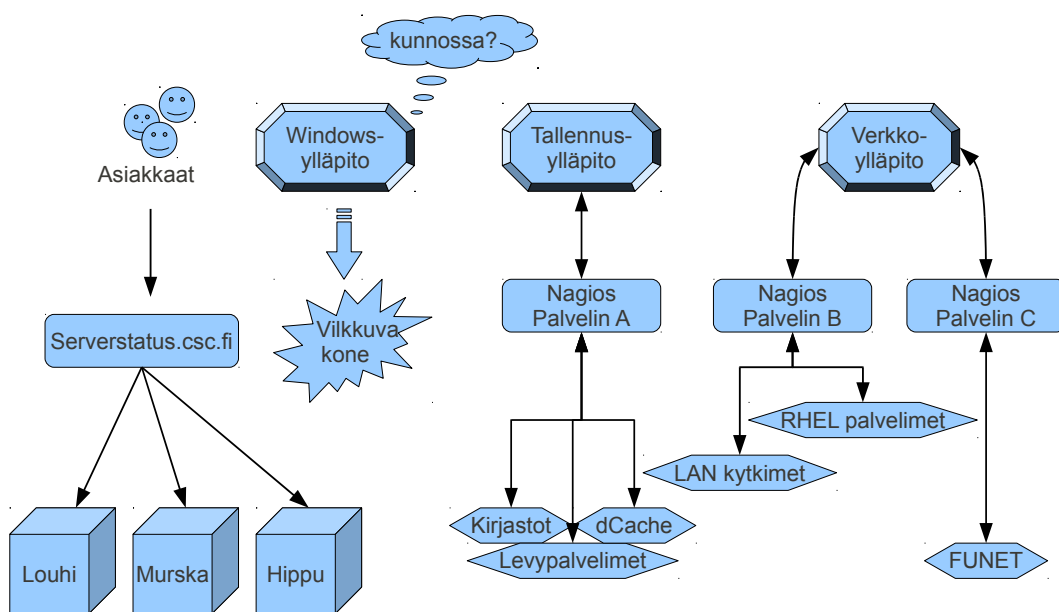 kunnossa?
Asiakkaat
Windows-
ylläpito
Tallennus-
ylläpito
Verkko-
ylläpito
Serverstatus.csc.fi
Vilkkuva
kone
Nagios
Palvelin A
Nagios
Palvelin B
Nagios
Palvelin C
RHEL palvelimet
LAN kytkimet
Kirjastot
dCache
Levypalvelimet
FUNET
Louhi
Murska
Hippu